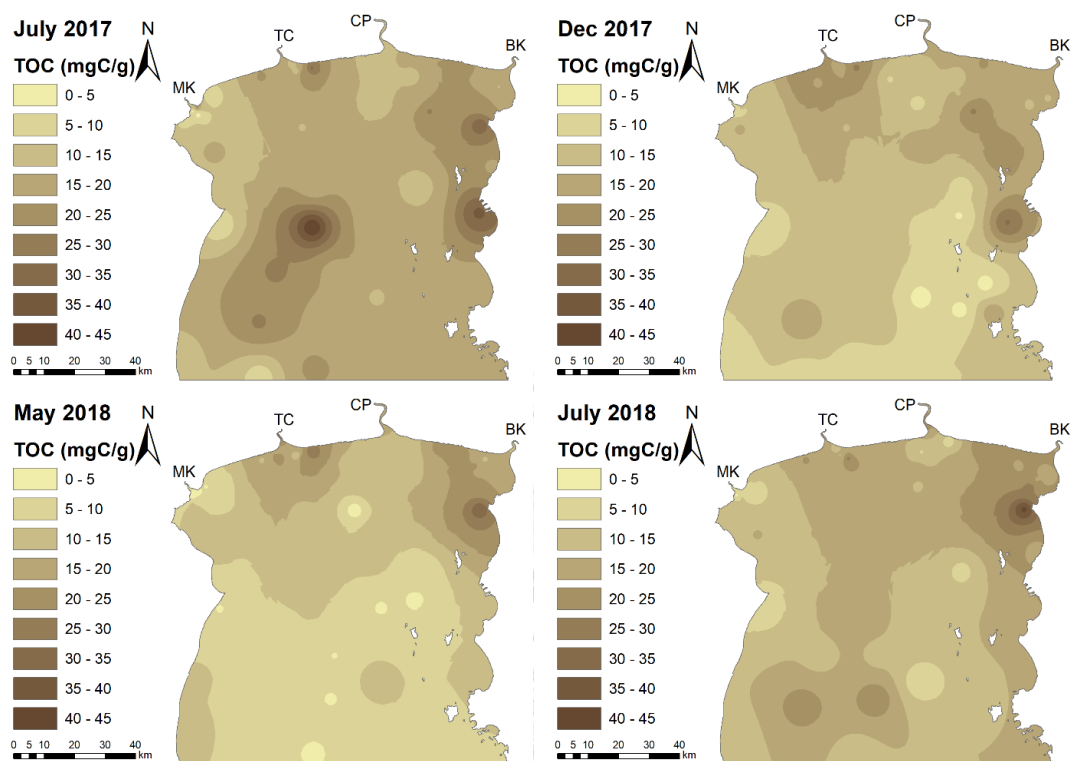 July 2017
N
TC
CP
BK
TOC (mgC/g)
MK
0 - 5
5 - 10
10 - 15
15 - 20
20 - 25
25 - 30
30 - 35
35 - 40
40 - 45
0 5 10 20 30 40
km
Dec 2017
N
TC
CP
BK
TOC (mgC/g)
MK
0 - 5
5 - 10
10 - 15
15 - 20
20 - 25
25 - 30
30 - 35
35 - 40
40 - 45
0 5 10 20 30 40
km
May 2018
N
TC
CP
BK
TOC (mgC/g)
MK
0 - 5
5 - 10
10 - 15
15 - 20
20 - 25
25 - 30
30 - 35
35 - 40
40 - 45
0 5 10 20 30 40
km
July 2018
N
TC
CP
BK
TOC (mgC/g)
MK
0 - 5
5 - 10
10 - 15
15 - 20
20 - 25
25 - 30
30 - 35
35 - 40
40 - 45
0 5 10 20 30 40
km